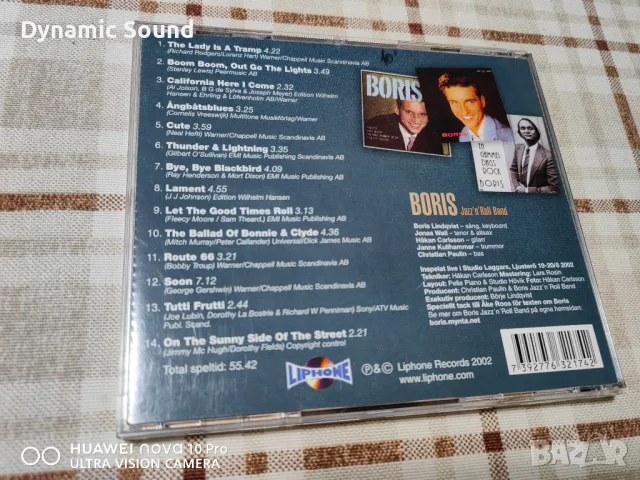 Dynamic Sound
1. The Lady Is A Tramp 4.22
(Richard Rodgers/Lorenz Hart) Warner/Chappell Music Scandinavia AB
2. Boom Boom, Out Go The Lights 3.49
(Stanley Lewis) Peermusic AB
3. California Here I Come 2.32
(Al Jolson, B G de Sylva & Joseph Meyer) Edition Wilhelm
Hansen & Ehrling & Löfvenholm AB/Warner
4. Ångbåtsblues 3.25
(Cornelis Vreeswijk) Multitone Musikförlag/Warner
5. Cute 3.59
(Neal Hefti) Warner/Chappell Music Scandinavia AB
6. Thunder & Lightning 3.35
(Gilbert O'Sullivan) EMI Music Publishing Scandinavia AB
7. Bye, Bye Blackbird 4.09
(Ray Henderson & Mort Dixon) EMI Music Publishing Scandinavia AB
8. Lament 4.55
(J J Johnson) Edition Wilhelm Hansen
9. Let The Good Times Roll 3.13
(Fleecj Moore / Sam Theard.) EMI Music Publishing AB
10. The Ballad Of Bonnie & Clyde 4.36
(Mitch Murray/Peter Callander) Universal/Dick James Music AB
11. Route 66 3.21
(Bobby Troup) Warner/Chappell Music Scandinavia AB
12. Soon 7.12
(George Gershwin) Warner/Chappell Music Scandinavia AB
13. Tutti Frutti 2.44
(Joe Lubin, Dorothy La Bostrie & Richard W Penniman) Sony/ATV Music
Publ. Scand.
14. On The Sunny Side Of The Street 2.21
(Jimmy Mc Hugh/Dorothy Fields) Copyright control
Total speltid: 55.42
BORIS
BORIS
EN
GAMMEL
DANS
ROCK
BORIS
BORIS Jazz'n'Roll Band
Boris Lindqvist – sång, keyboard
Jonas Wall – tenor & altsax
Håkan Carlsson – gitarr
Janne Kullhammar – trummor
Christian Paulin – bas
Inspelat live i Studio Laggars, Ljusterö 19-20/6 2002
Tekniker: Håkan Carlsson Mastering: Lars Rosin
Layout: Pelle Piano & Studio Hövik Foto: Håkan Carlsson
Producent: Christian Paulin & Boris Jazz'n'Roll Band
Exekutiv producent: Börje Lindqvist
Speciellt tack till Åke Roos för texten om Boris
Se mer om Boris Jazz'n'Roll Band på egna hemsidan:
boris.mynta.net
LIPHONE
℗&© Liphone Records 2002
www.liphone.com
7 392776 321742
HUAWEI nova 10 Pro
ULTRA VISION CAMERA
BAZAR